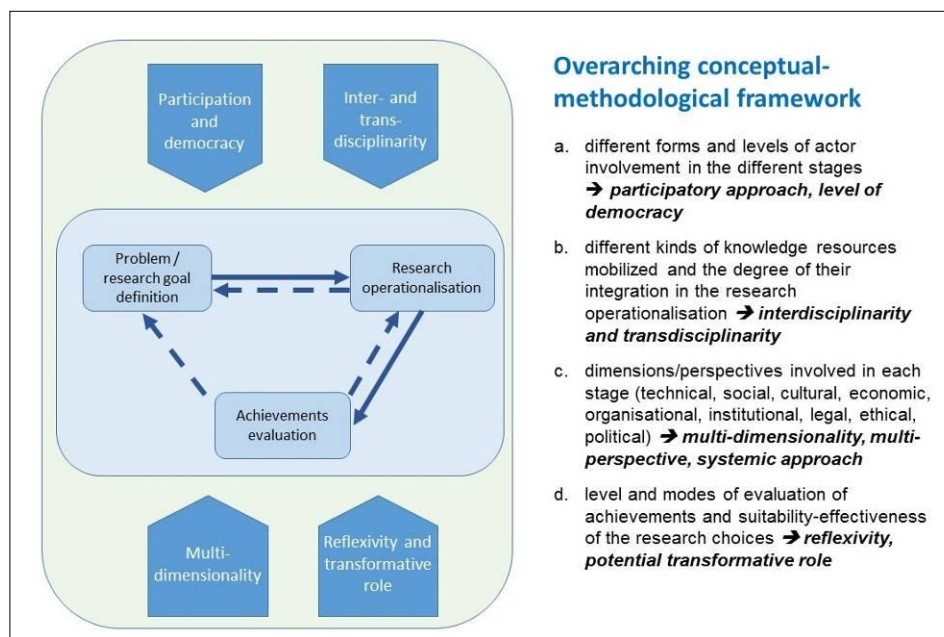 Participation
and
democracy
Inter- and
trans-
disciplinarity
Problem /
research goal
definition
Research
operationalisation
Achievements
evaluation
Multi-
dimensionality
Reflexivity and
transformative
role
Overarching conceptual-
methodological framework
a. different forms and levels of actor
involvement in the different stages
➔ participatory approach, level of
democracy
b. different kinds of knowledge resources
mobilized and the degree of their
integration in the research
operationalisation ➔ interdisciplinarity
and transdisciplinarity
c. dimensions/perspectives involved in each
stage (technical, social, cultural, economic,
organisational, institutional, legal, ethical,
political) ➔ multi-dimensionality, multi-
perspective, systemic approach
d. level and modes of evaluation of
achievements and suitability-effectiveness
of the research choices ➔ reflexivity,
potential transformative role